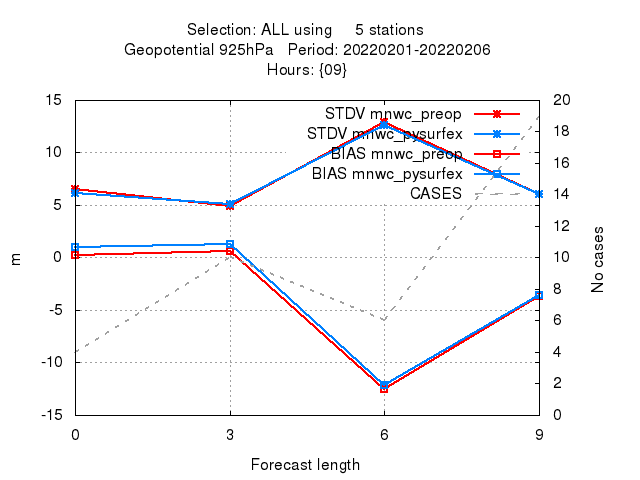 Selection: ALL using     5 stations
Geopotential 925hPa   Period: 20220201-20220206
Hours: {09}
STDV mnwc_preop
STDV mnwc_pysurfex
BIAS mnwc_preop
BIAS mnwc_pysurfex
CASES
15
10
5
0
-5
-10
-15
m
20
18
16
14
12
10
8
6
4
2
0
No cases
0 3 6 9
Forecast length